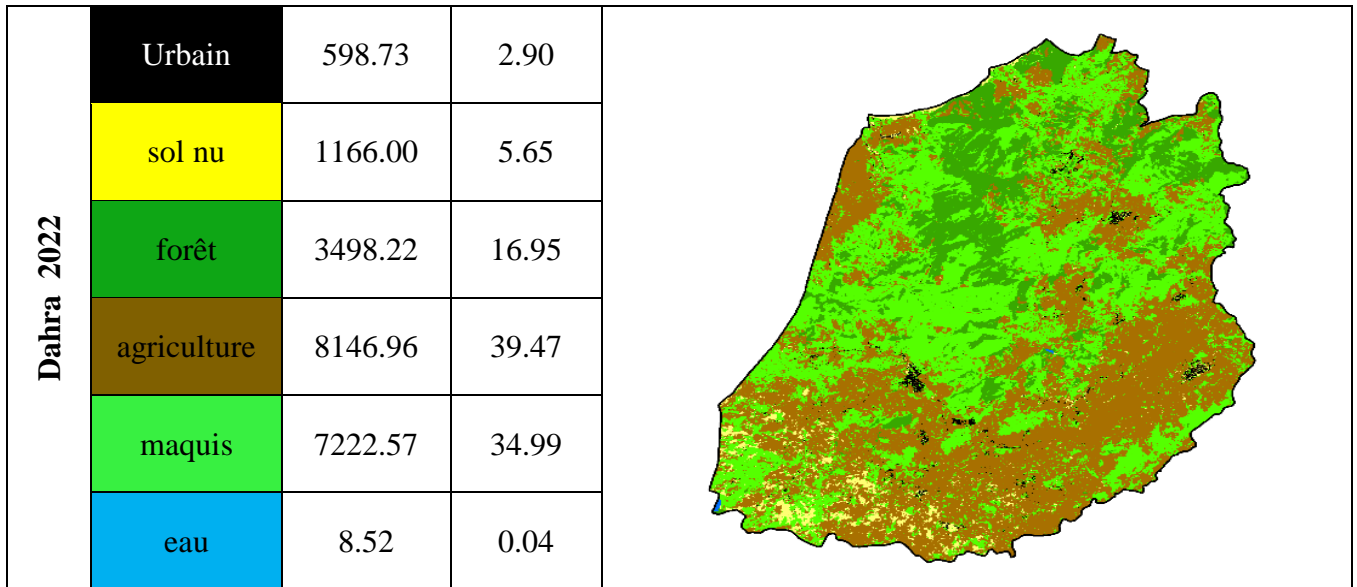 Dahra 2022
Urbain 598.73 2.90
sol nu 1166.00 5.65
forêt 3498.22 16.95
agriculture 8146.96 39.47
maquis 7222.57 34.99
eau 8.52 0.04